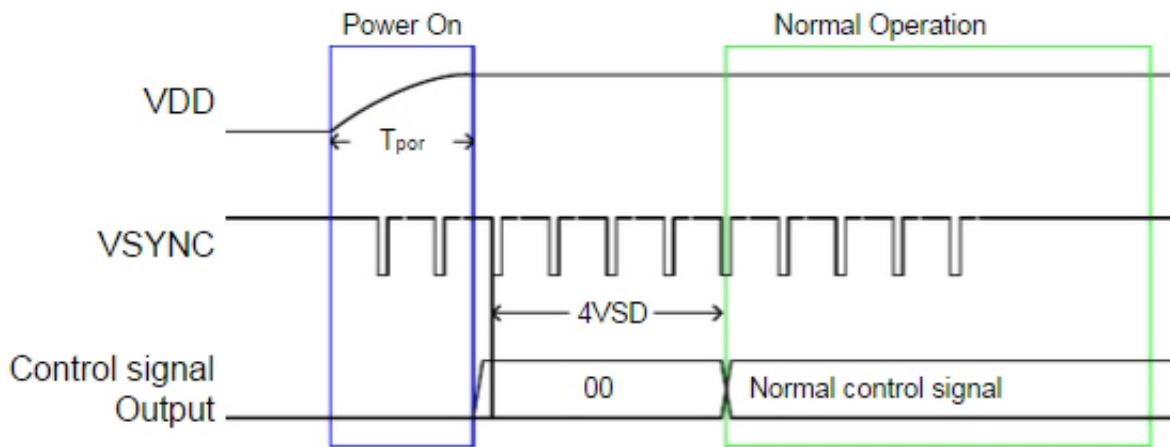 Power On
Normal Operation
VDD
Tpor
VSYNC
4VSD
Control signal
Output
00
Normal control signal